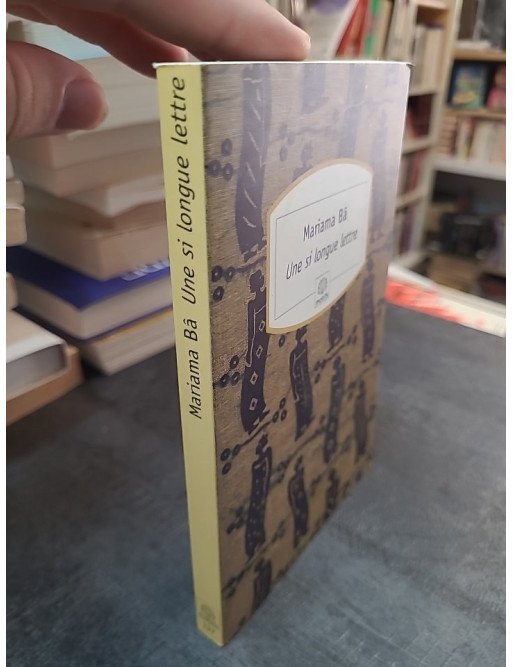 Mariama Bâ Une si longue lettre
Mariama Bâ
Une si longue lettre